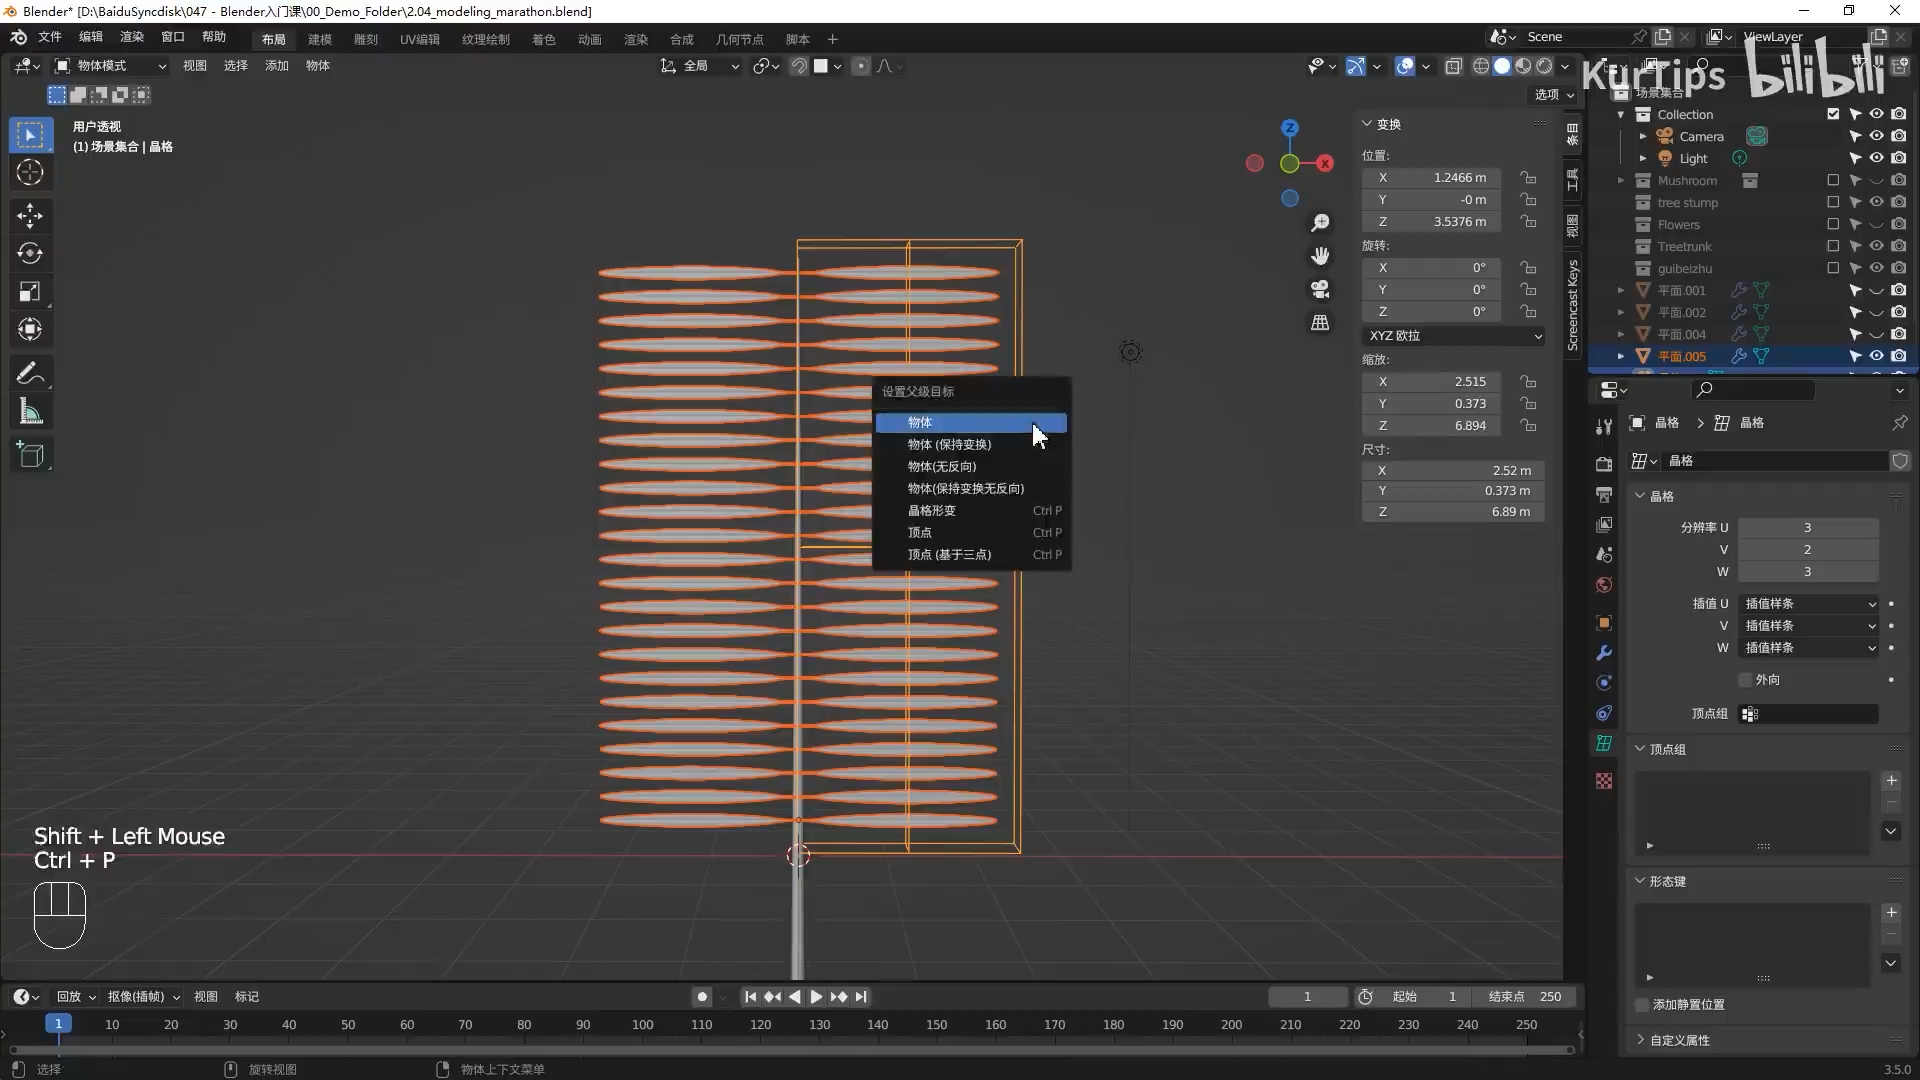 Blender* [D:\BaiduSyncdisk\047 - Blender入门课\00_Demo_Folder\2.04_modeling_marathon.blend]
文件 编辑 渲染 窗口 帮助 布局 建模 雕刻 UV编辑 纹理绘制 着色 动画 渲染 合成 几何节点 脚本 +
Scene
ViewLayer
物体模式 视图 选择 添加 物体
全局
KurTips bilibili
选项
用户透视
(1) 场景集合 | 晶格
Z
X
变换
位置:
X 1.2466 m
Y -0 m
Z 3.5376 m
旋转:
X 0°
Y 0°
Z 0°
XYZ 欧拉
缩放:
X 2.515
Y 0.373
Z 6.894
尺寸:
X 2.52 m
Y 0.373 m
Z 6.89 m
条目
工具
视图
Screencast Keys
场景集合
Collection
Camera
Light
Mushroom
tree stump
Flowers
Treetrunk
guibeizhu
平面.001
平面.002
平面.004
平面.005
晶格 > 晶格
晶格
晶格
分辨率 U 3
V 2
W 3
插值 U 插值样条
V 插值样条
W 插值样条
外向
顶点组
顶点组
形态键
添加静置位置
自定义属性
设置父级目标
物体
物体 (保持变换)
物体(无反向)
物体(保持变换无反向)
晶格形变 Ctrl P
顶点 Ctrl P
顶点 (基于三点) Ctrl P
Shift + Left Mouse
Ctrl + P
回放 抠像(插帧) 视图 标记
1 起始 1 结束点 250
1 10 20 30 40 50 60 70 80 90 100 110 120 130 140 150 160 170 180 190 200 210 220 230 240 250
选择 旋转视图 物体上下文菜单 3.5.0